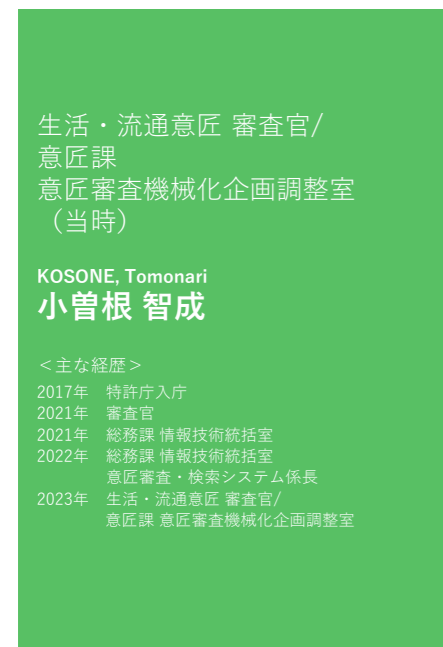 生活・流通意匠 審査官/
意匠課
意匠審査機械化企画調整室
（当時）
KOSONE, Tomonari
小曽根 智成
＜主な経歴＞
2017年 特許庁入庁
2021年 審査官
2021年 総務課 情報技術統括室
2022年 総務課 情報技術統括室
意匠審査・検索システム係長
2023年 生活・流通意匠 審査官/
意匠課 意匠審査機械化企画調整室